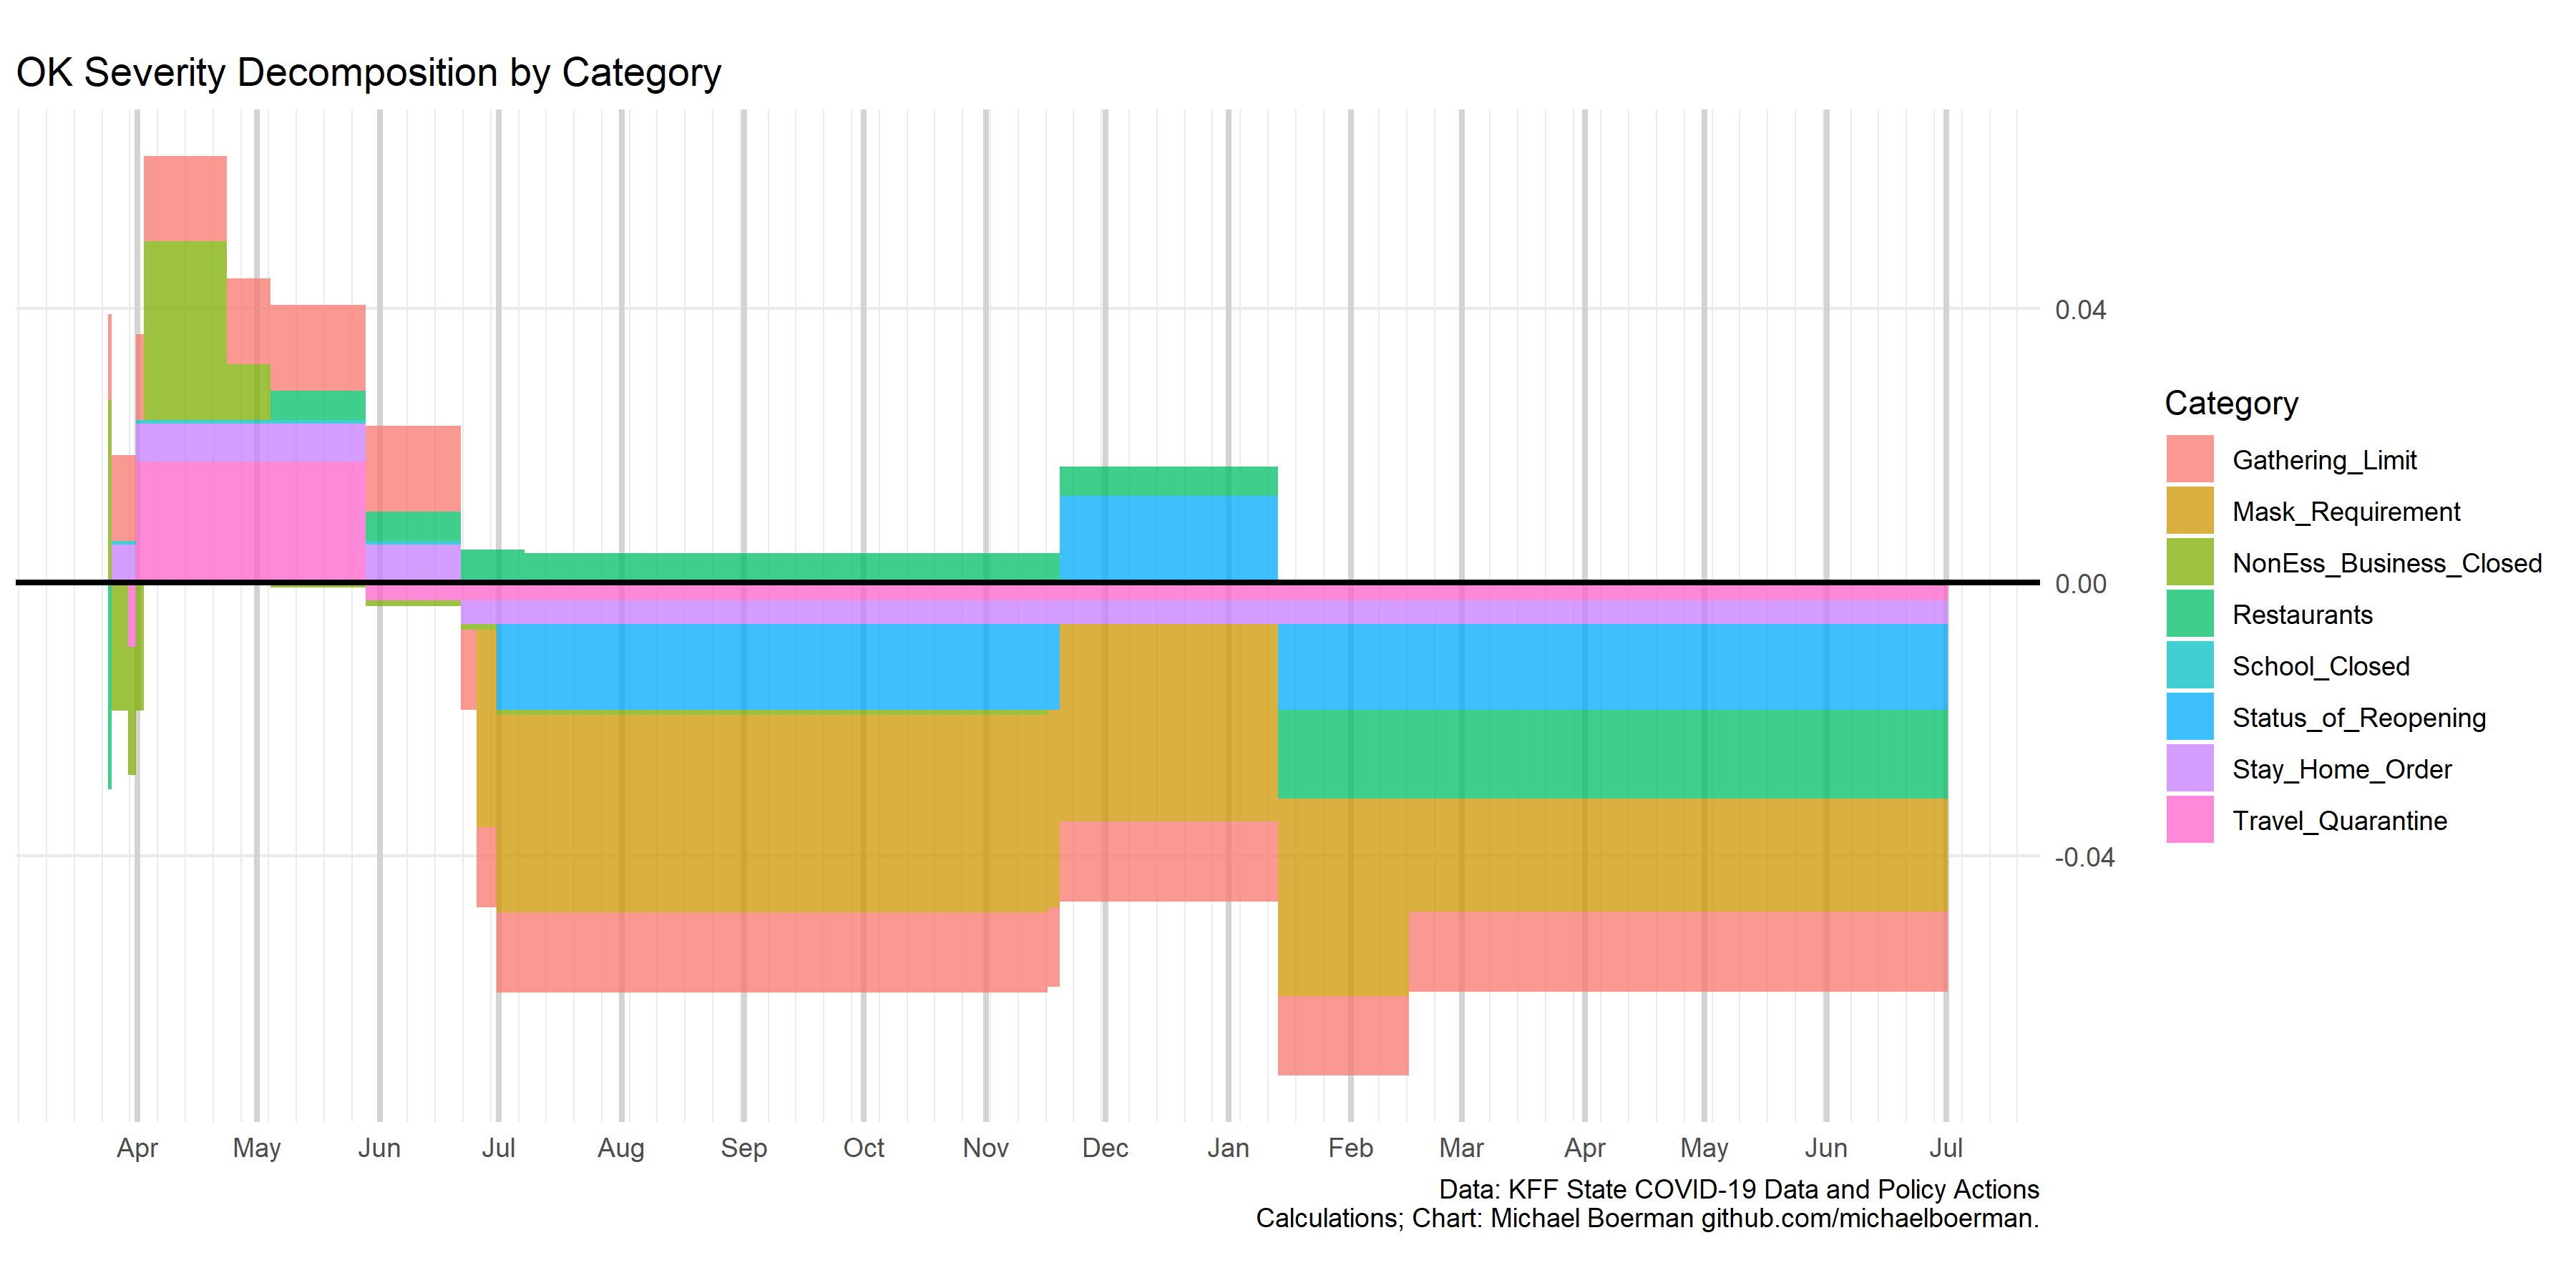 OK Severity Decomposition by Category
0.04
0.00
-0.04
Category
Gathering_Limit
Mask_Requirement
NonEss_Business_Closed
Restaurants
School_Closed
Status_of_Reopening
Stay_Home_Order
Travel_Quarantine
Apr May Jun Jul Aug Sep Oct Nov Dec Jan Feb Mar Apr May Jun Jul
Data: KFF State COVID-19 Data and Policy Actions
Calculations; Chart: Michael Boerman github.com/michaelboerman.